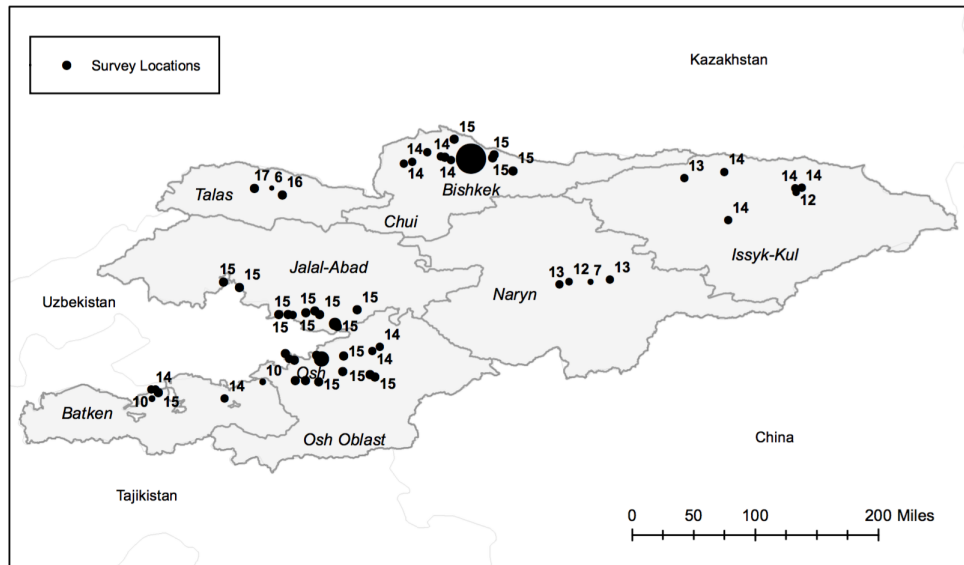 Kazakhstan
Survey Locations
15
15
14
14
15
14
14
15
Bishkek
13
14
14
14
12
14
Issyk-Kul
17
6
16
Talas
Chui
15
15
Jalal-Abad
13
12
7
13
Naryn
Uzbekistan
15
15
15
15
15
15
15
14
14
15
Osh
15
15
10
14
14
10
15
Batken
Osh Oblast
China
Tajikistan
0 50 100 200 Miles